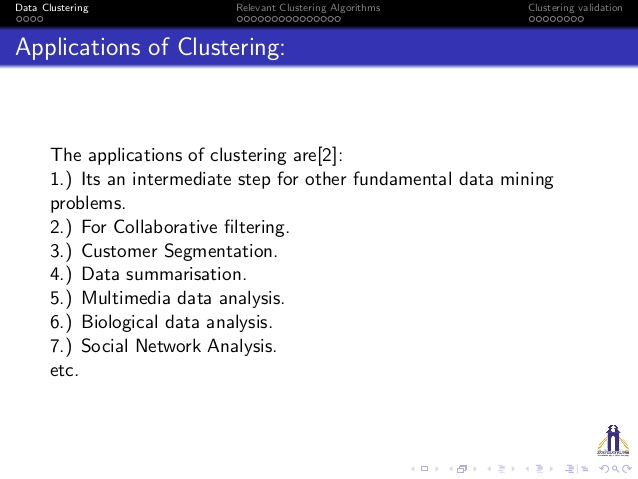 Data Clustering
Relevant Clustering Algorithms
Clustering validation
Applications of Clustering:
The applications of clustering are[2]:
1.) Its an intermediate step for other fundamental data mining
problems.
2.) For Collaborative filtering.
3.) Customer Segmentation.
4.) Data summarisation.
5.) Multimedia data analysis.
6.) Biological data analysis.
7.) Social Network Analysis.
etc.